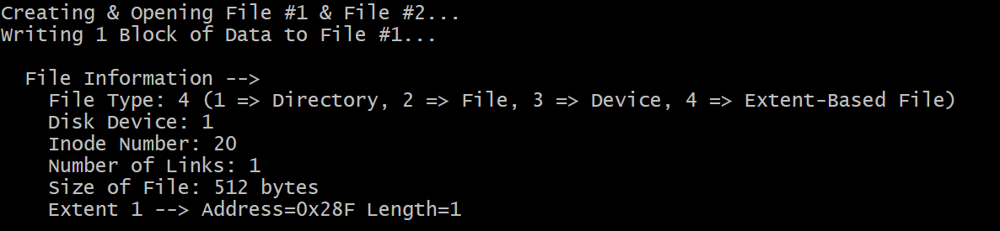 Creating & Opening File #1 & File #2...
Writing 1 Block of Data to File #1...
File Information -->
File Type: 4 (1 => Directory, 2 => File, 3 => Device, 4 => Extent-Based File)
Disk Device: 1
Inode Number: 20
Number of Links: 1
Size of File: 512 bytes
Extent 1 --> Address=0x28F Length=1